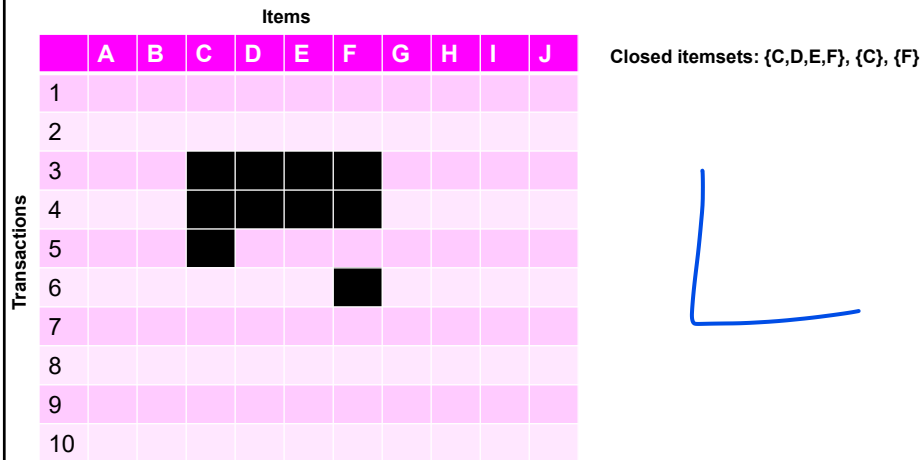 Items
A B C D E F G H I J
Closed itemsets: {C,D,E,F}, {C}, {F}
Transactions
1
2
3
4
5
6
7
8
9
10